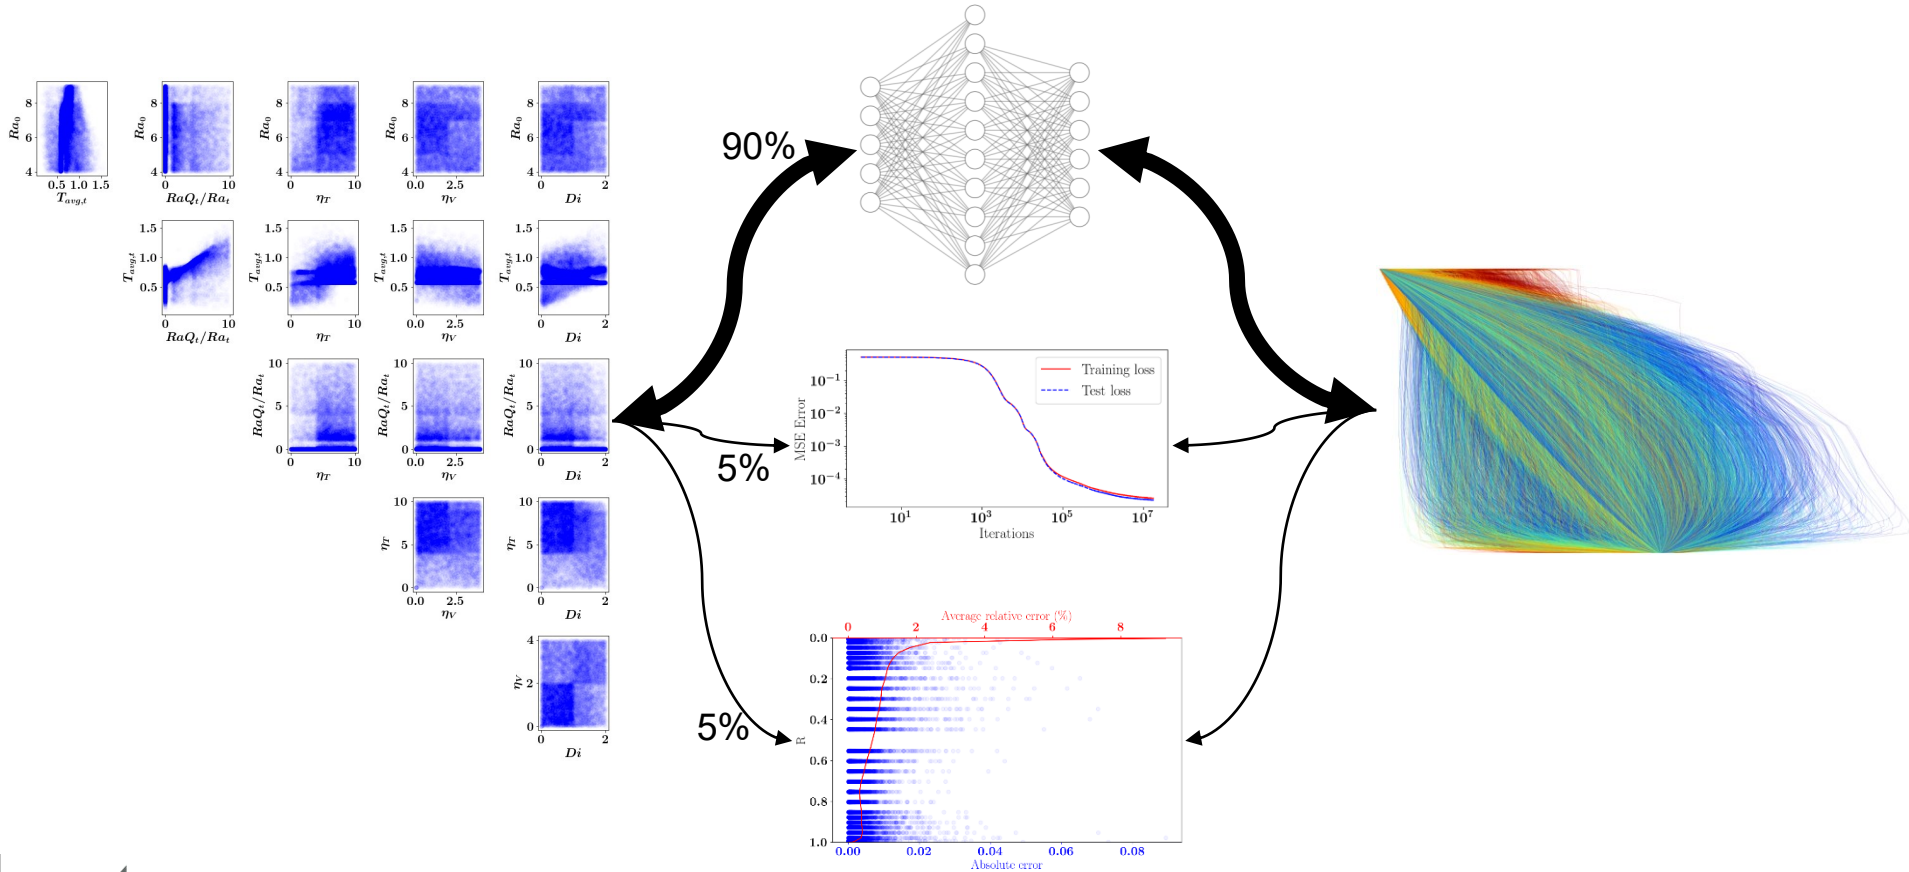 90%
Ra₀
8
6
4
0.5 1.0 1.5
T_avg,t
Ra₀
8
6
4
0 10
RaQ_t/Ra_t
Ra₀
8
6
4
0 10
η_T
Ra₀
8
6
4
0.0 2.5
η_V
Ra₀
8
6
4
0 2
Di
T_avg,t
1.5
1.0
0.5
0 10
RaQ_t/Ra_t
T_avg,t
1.5
1.0
0.5
0 10
η_T
T_avg,t
1.5
1.0
0.5
0.0 2.5
η_V
T_avg,t
1.5
1.0
0.5
0 2
Di
RaQ_t/Ra_t
10
5
0
0 10
η_T
RaQ_t/Ra_t
10
5
0
0.0 2.5
η_V
RaQ_t/Ra_t
10
5
0
0 2
Di
η_T
10
5
0
0.0 2.5
η_V
η_T
10
5
0
0 2
Di
η_V
4
2
0
0 2
Di
5%
MSE Error
10⁻¹
10⁻²
10⁻³
10⁻⁴
Training loss
Test loss
10¹ 10³ 10⁵ 10⁷
Iterations
5%
Average relative error (%)
0 2 4 6 8
R
0.0
0.2
0.4
0.6
0.8
1.0
0.00 0.02 0.04 0.06 0.08
Absolute error